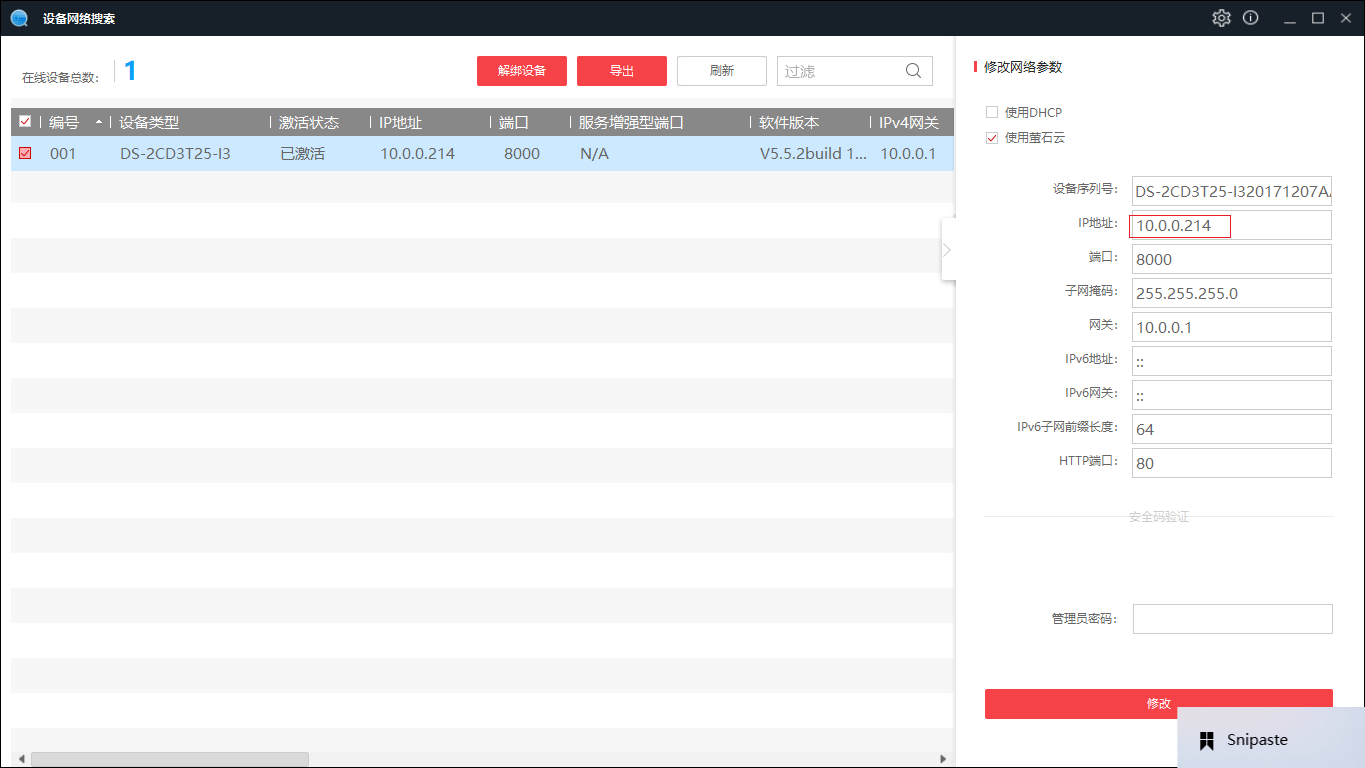 设备网络搜索
在线设备总数: 1 解绑设备 导出 刷新 过滤
编号 设备类型 激活状态 IP地址 端口 服务增强型端口 软件版本 IPv4网关
001 DS-2CD3T25-I3 已激活 10.0.0.214 8000 N/A V5.5.2build 1... 10.0.0.1
修改网络参数
使用DHCP
使用萤石云
设备序列号: DS-2CD3T25-I320171207A
IP地址: 10.0.0.214
端口: 8000
子网掩码: 255.255.255.0
网关: 10.0.0.1
IPv6地址: ::
IPv6网关: ::
IPv6子网前缀长度: 64
HTTP端口: 80
安全码验证
管理员密码:
修改
Snipaste